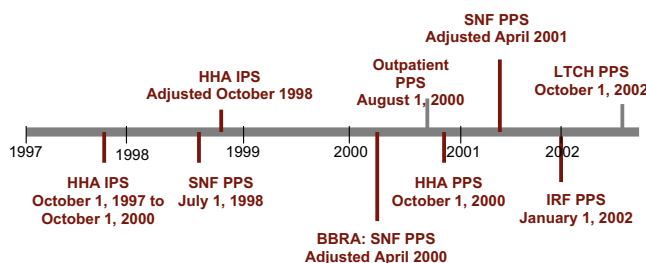 SNF PPS
Adjusted April 2001
HHA IPS
Adjusted October 1998
Outpatient
PPS
August 1, 2000
LTCH PPS
October 1, 2002
1997
1998
1999
2000
2001
2002
HHA IPS
October 1, 1997 to
October 1, 2000
SNF PPS
July 1, 1998
HHA PPS
October 1, 2000
IRF PPS
January 1, 2002
BBRA: SNF PPS
Adjusted April 2000